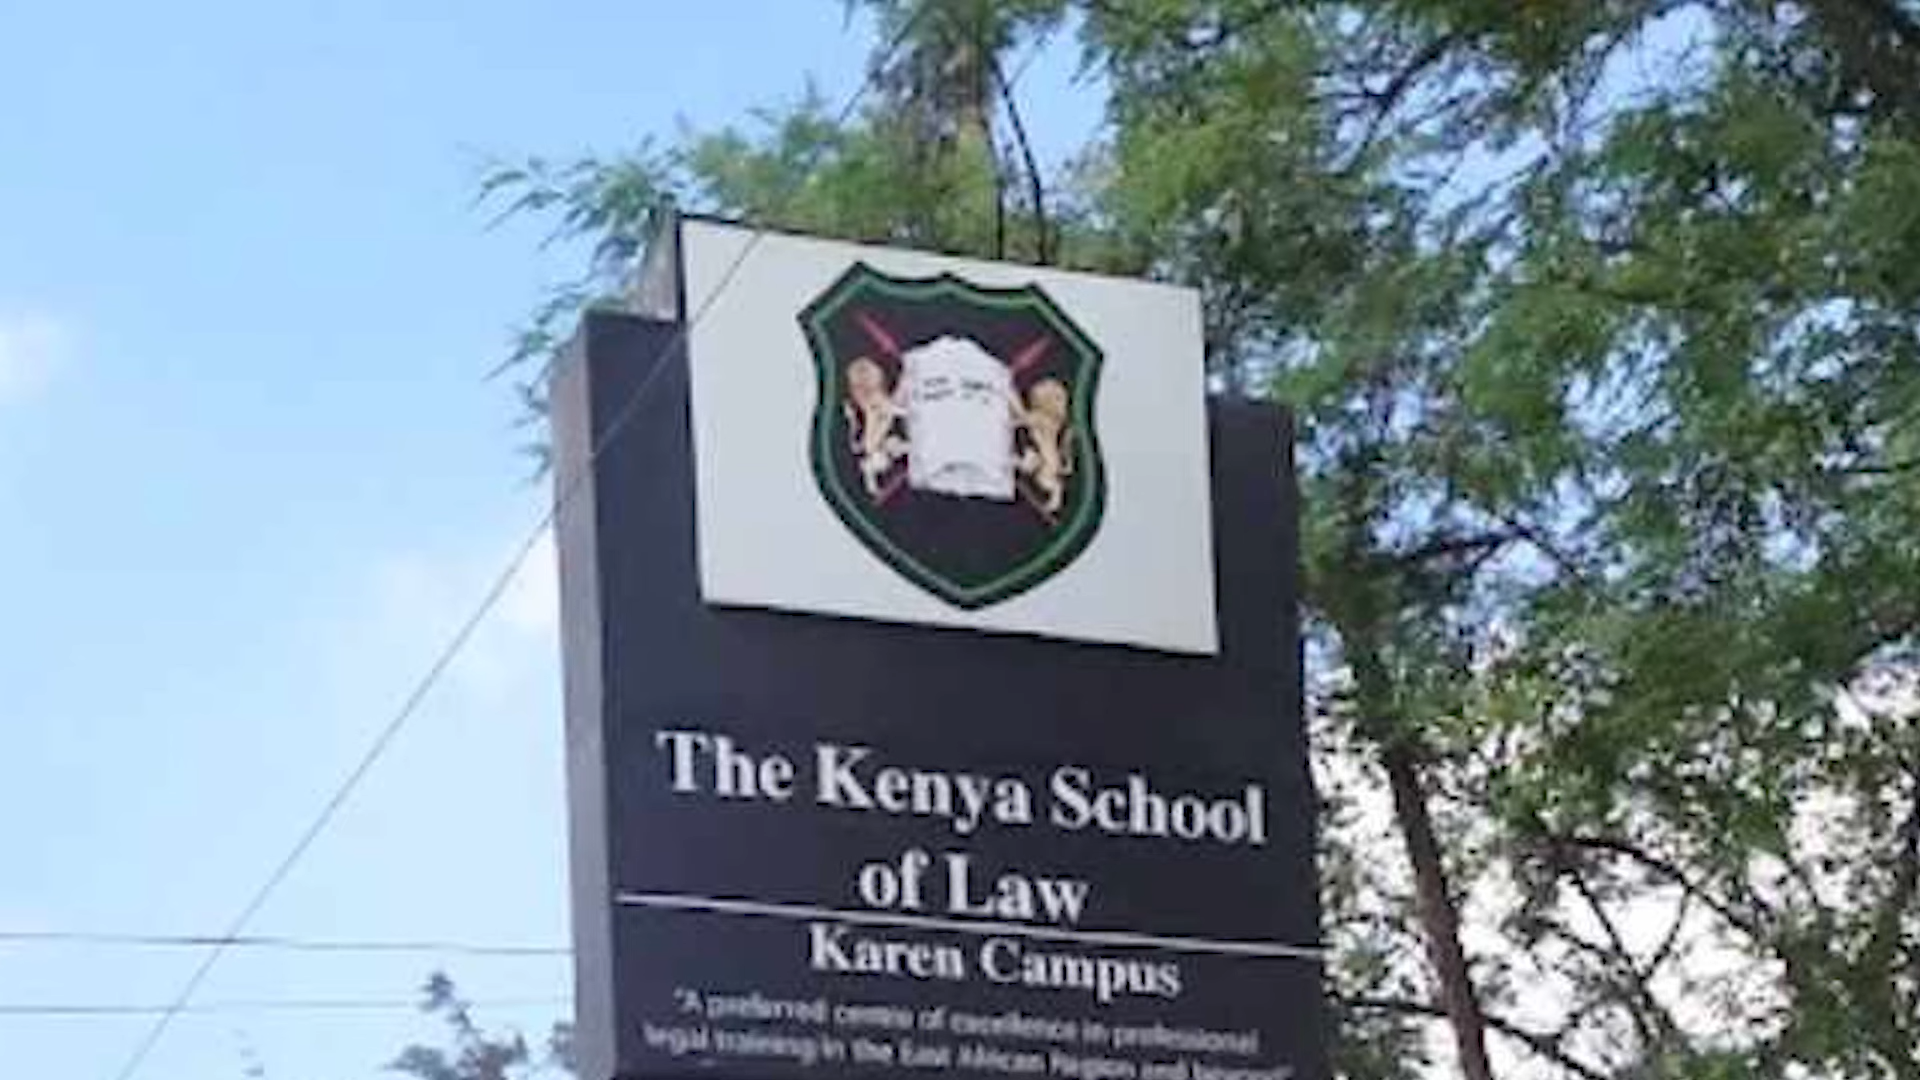 The Kenya School
of Law
Karen Campus
"A preferred centre of excellence in professional
legal training in the East African Region and beyond"